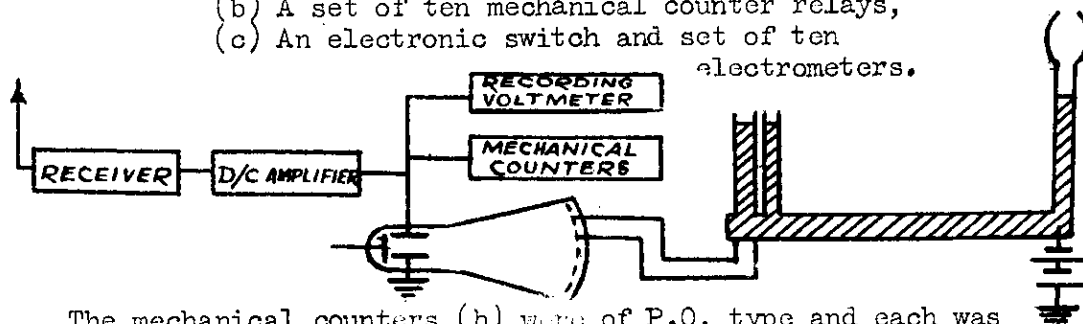 (b) A set of ten mechanical counter relays,
(c) An electronic switch and set of ten
electrometers.
RECORDING
VOLTMETER
MECHANICAL
COUNTERS
RECEIVER
D/C AMPLIFIER
The mechanical counters (b) were of P.O. type and each was